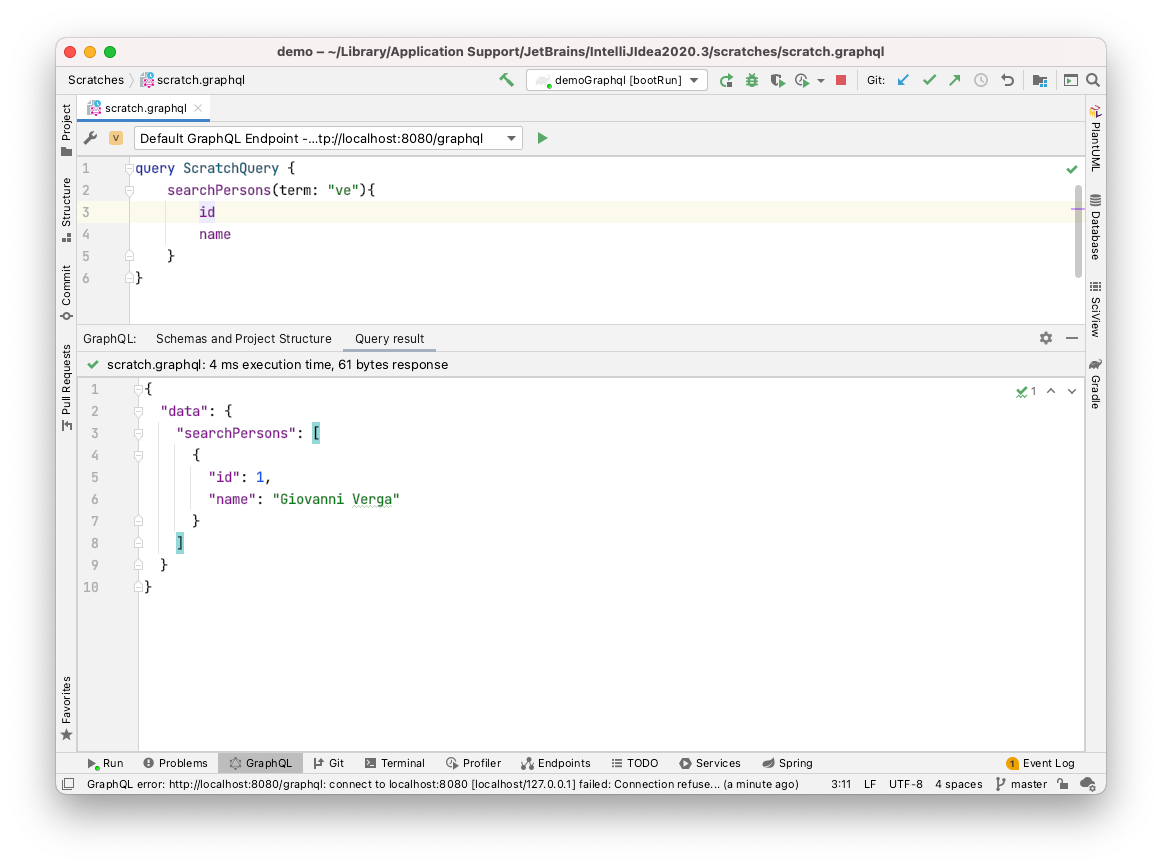 demo – ~/Library/Application Support/JetBrains/IntelliJIdea2020.3/scratches/scratch.graphql
Scratches scratch.graphql demoGraphql [bootRun] Git:
Project
Structure
Commit
Pull Requests
Favorites
scratch.graphql
V Default GraphQL Endpoint -...tp://localhost:8080/graphql
1 query ScratchQuery {
2 searchPersons(term: "ve"){
3 id
4 name
5 }
6 }
GraphQL: Schemas and Project Structure Query result
scratch.graphql: 4 ms execution time, 61 bytes response
1 {
2 "data": {
3 "searchPersons": [
4 {
5 "id": 1,
6 "name": "Giovanni Verga"
7 }
8 ]
9 }
10 }
1
PlantUML
Database
SciView
Gradle
Run Problems GraphQL Git Terminal Profiler Endpoints TODO Services Spring 1 Event Log
GraphQL error: http://localhost:8080/graphql: connect to localhost:8080 [localhost/127.0.0.1] failed: Connection refuse... (a minute ago) 3:11 LF UTF-8 4 spaces master